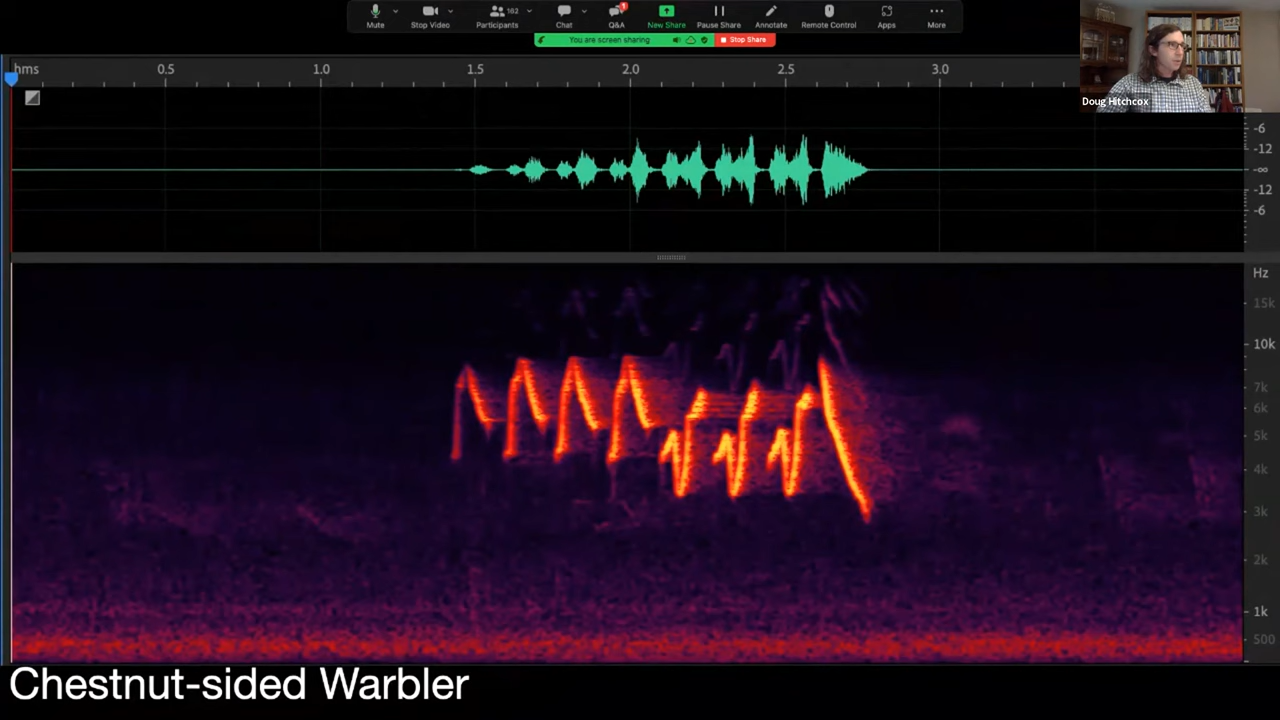 Mute
Stop Video
Participants 162
Chat
Q&A 1
New Share
Pause Share
Annotate
Remote Control
Apps
More
You are screen sharing
Stop Share
hms 0.5 1.0 1.5 2.0 2.5 3.0
Doug Hitchcox
-6
-12
-∞
-12
-6
Hz
15k
10k
7k
6k
5k
4k
3k
2k
1k
500
Chestnut-sided Warbler